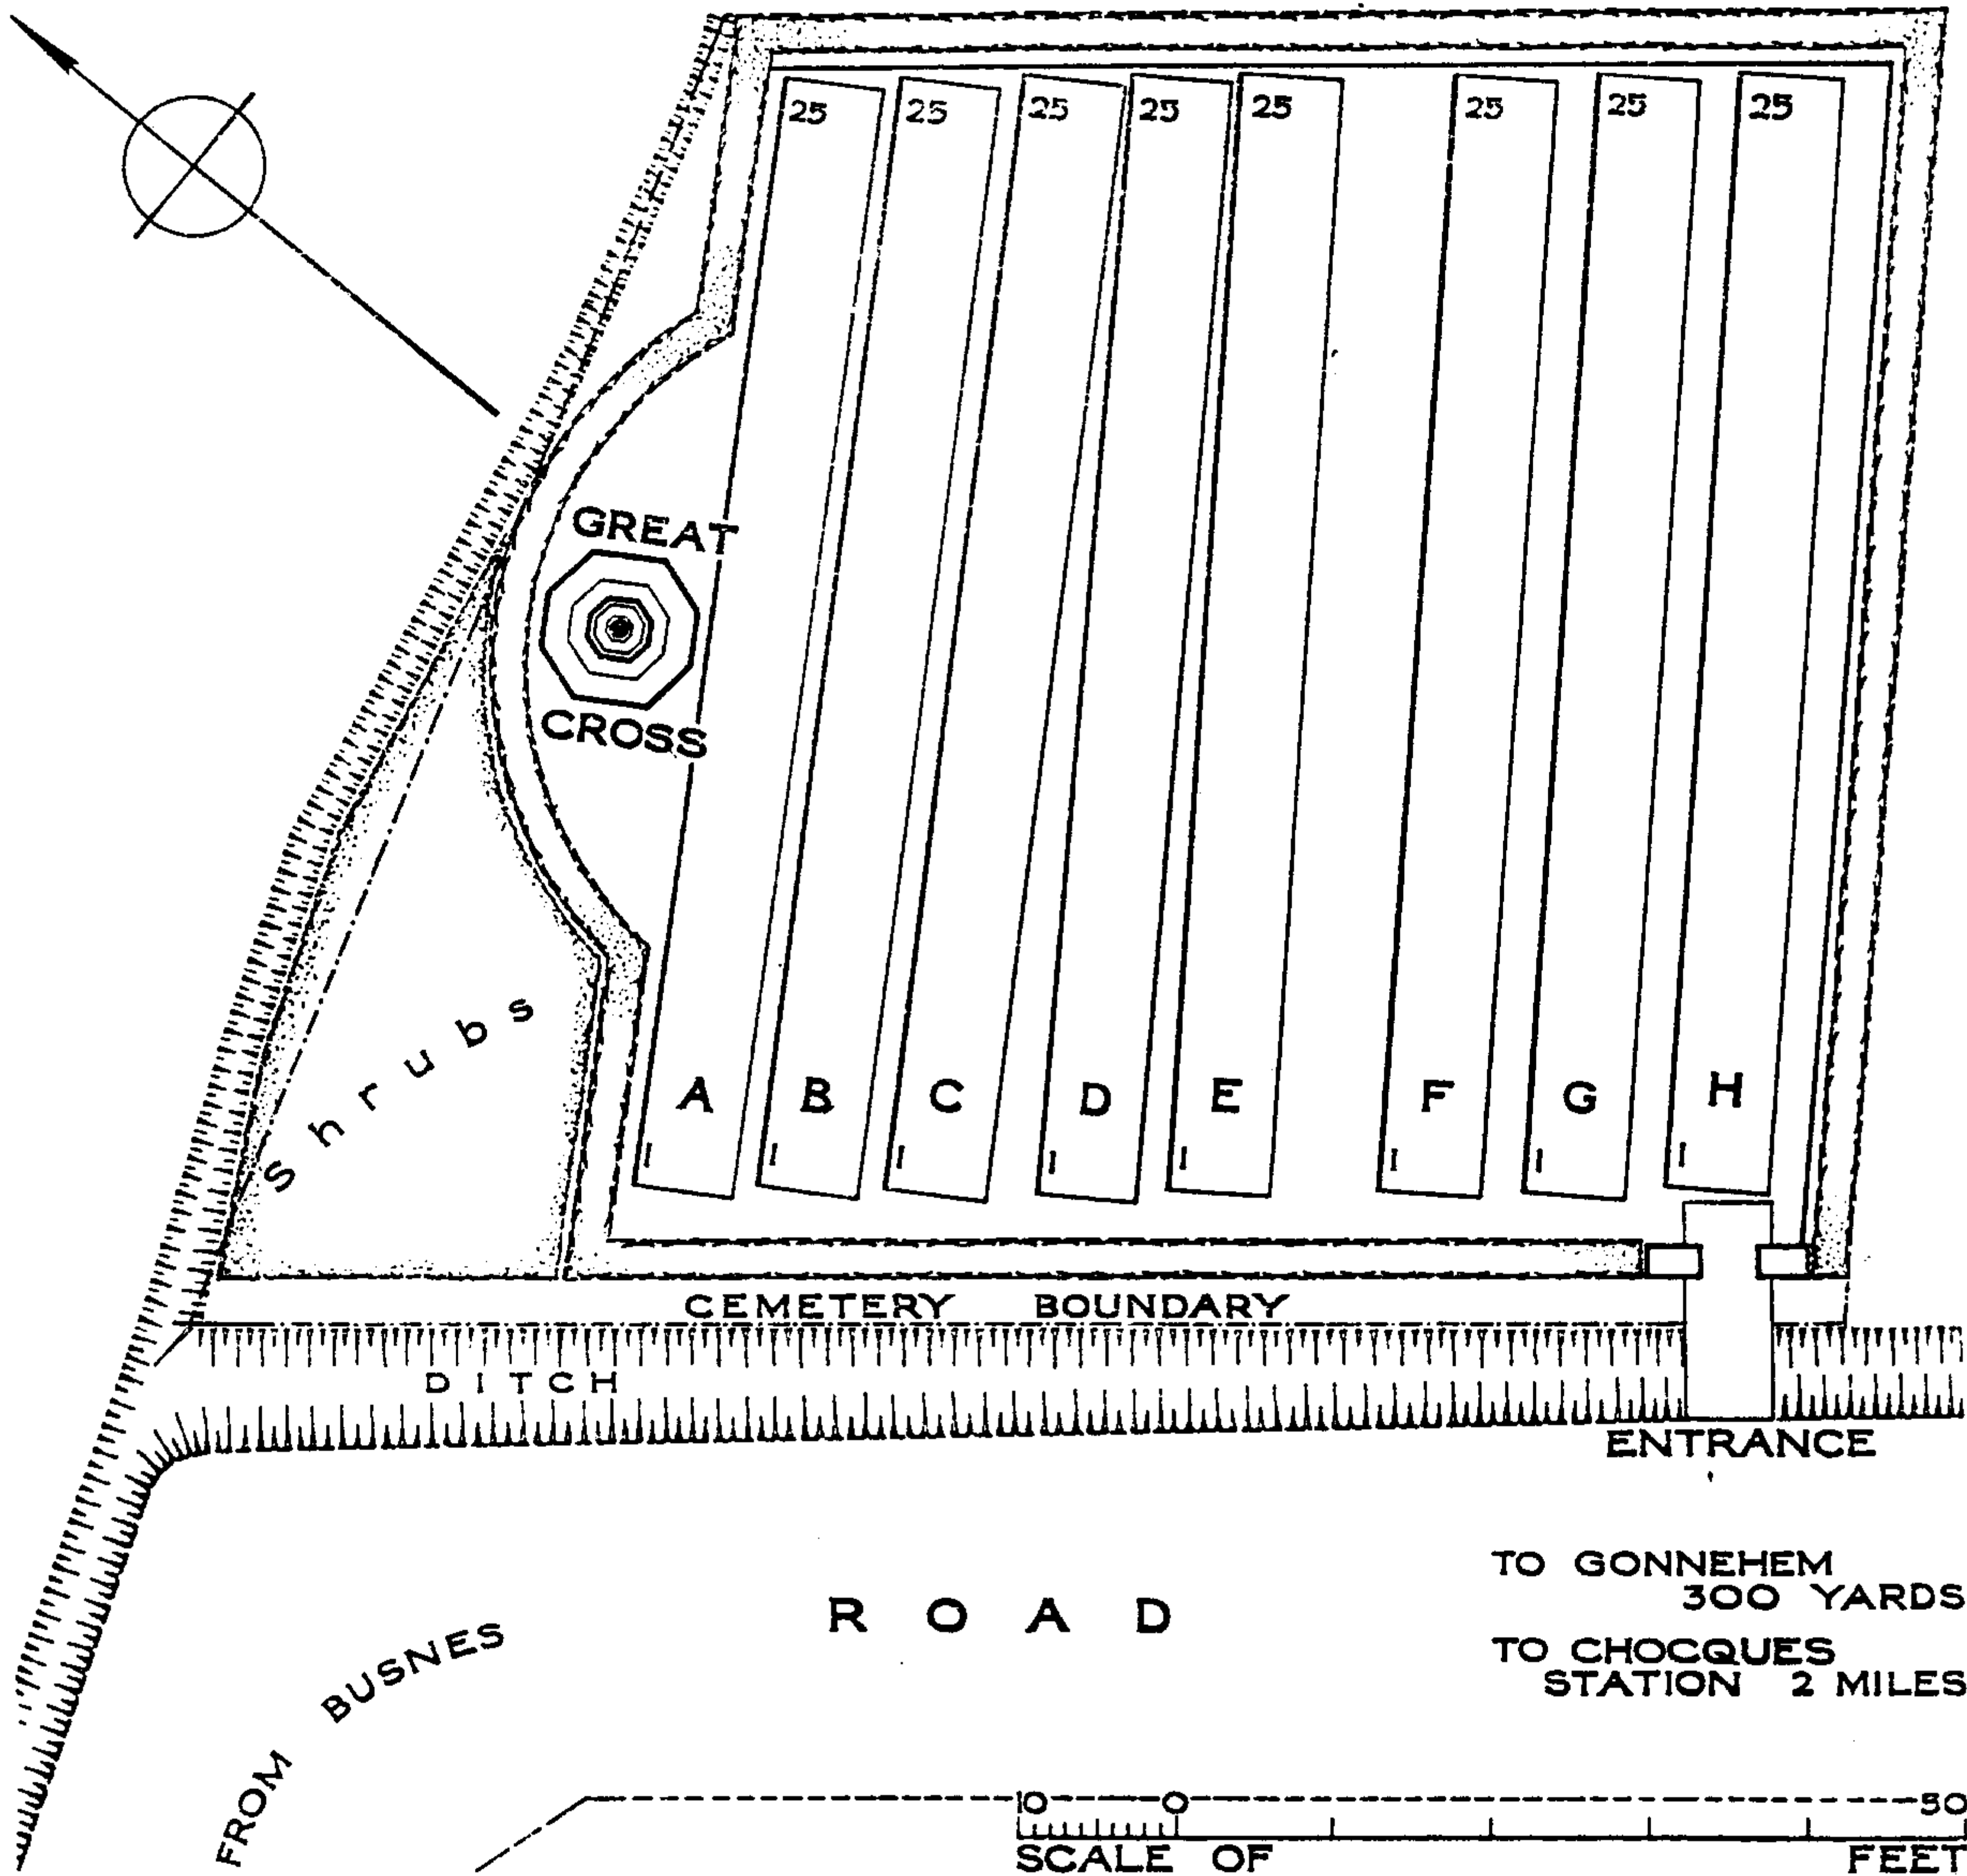 25 25 25 25 25 25 25 25
GREAT
CROSS
Shrubs
A B C D E F G H
1 1 1 1 1 1 1 1
CEMETERY BOUNDARY
DITCH
ENTRANCE
TO GONNEHEM
300 YARDS
ROAD
TO CHOCQUES
STATION 2 MILES
FROM BUSNES
10 0 50
SCALE OF FEET